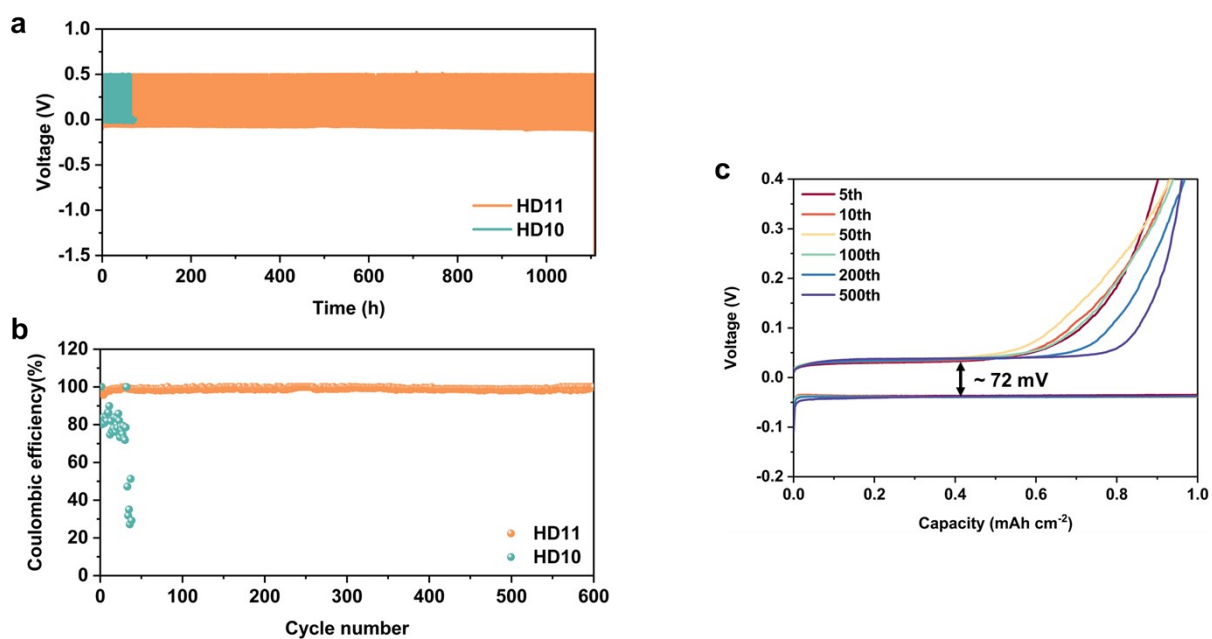 a
1.0
0.5
0.0
-0.5
-1.0
-1.5
Voltage (V)
HD11
HD10
0 200 400 600 800 1000
Time (h)
b
120
100
80
60
40
20
0
Coulombic efficiency(%)
HD11
HD10
0 100 200 300 400 500 600
Cycle number
c
0.4
0.3
0.2
0.1
0.0
-0.1
-0.2
Voltage (V)
5th
10th
50th
100th
200th
500th
~ 72 mV
0.0 0.2 0.4 0.6 0.8 1.0
Capacity (mAh cm⁻²)